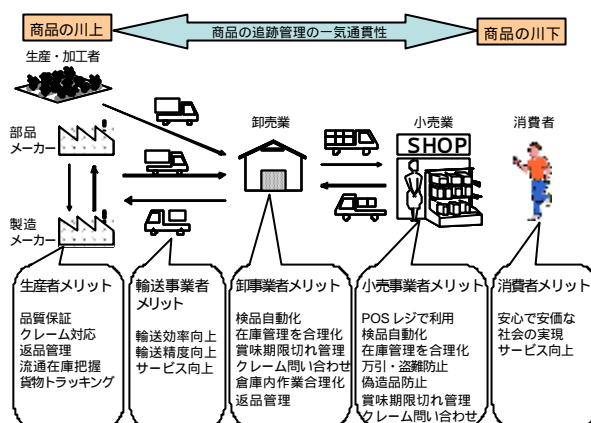 商品の川上
商品の追跡管理の一気通貫性
商品の川下
生産・加工者
部品
メーカー
製造
メーカー
卸売業
小売業
SHOP
消費者
生産者メリット
品質保証
クレーム対応
返品管理
流通在庫把握
貨物トラッキング
輸送事業者
メリット
輸送効率向上
輸送精度向上
サービス向上
卸事業者メリット
検品自動化
在庫管理を合理化
賞味期限切れ管理
クレーム問い合わせ
倉庫内作業合理化
返品管理
小売事業者メリット
POSレジで利用
検品自動化
在庫管理を合理化
万引・盗難防止
偽造品防止
賞味期限切れ管理
クレーム問い合わせ
消費者メリット
安心で安価な
社会の実現
サービス向上